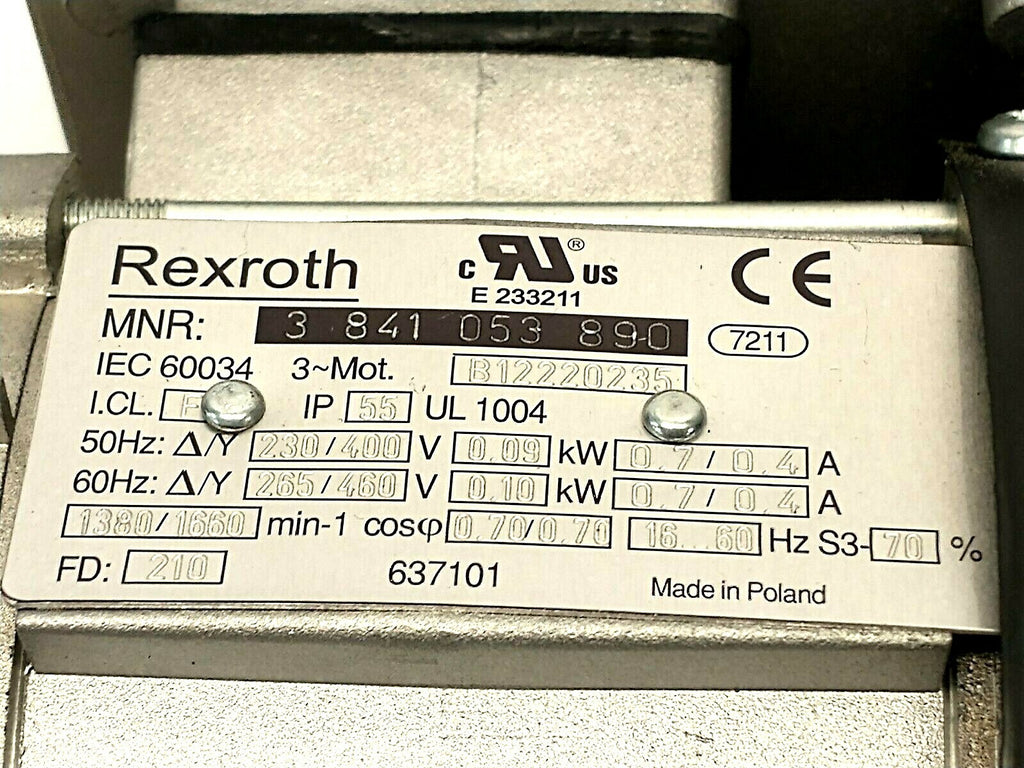 Rexroth
c RU ® US
E 233211
CE
MNR: 3 841 053 890
7211
IEC 60034 3~Mot. B12220235
I.CL. F IP 55 UL 1004
50Hz: Δ/Y 230/400 V 0.09 kW 0.7/0.4 A
60Hz: Δ/Y 265/460 V 0.10 kW 0.7/0.4 A
1380/1660 min-1 cosφ 0.70/0.70 16...60 Hz S3-70 %
FD: 210 637101 Made in Poland